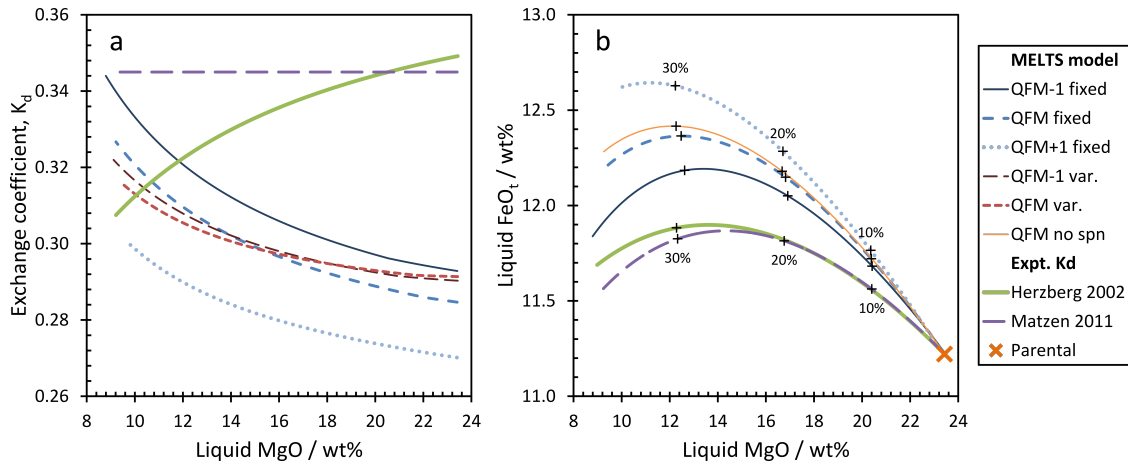 a
Exchange coefficient, Kd
0.36
0.34
0.32
0.30
0.28
0.26
8 10 12 14 16 18 20 22 24
Liquid MgO / wt%
b
Liquid FeOt / wt%
13.0
12.5
12.0
11.5
11.0
30%
20%
10%
30%
20%
10%
8 10 12 14 16 18 20 22 24
Liquid MgO / wt%
MELTS model
QFM-1 fixed
QFM fixed
QFM+1 fixed
QFM-1 var.
QFM var.
QFM no spn
Expt. Kd
Herzberg 2002
Matzen 2011
Parental